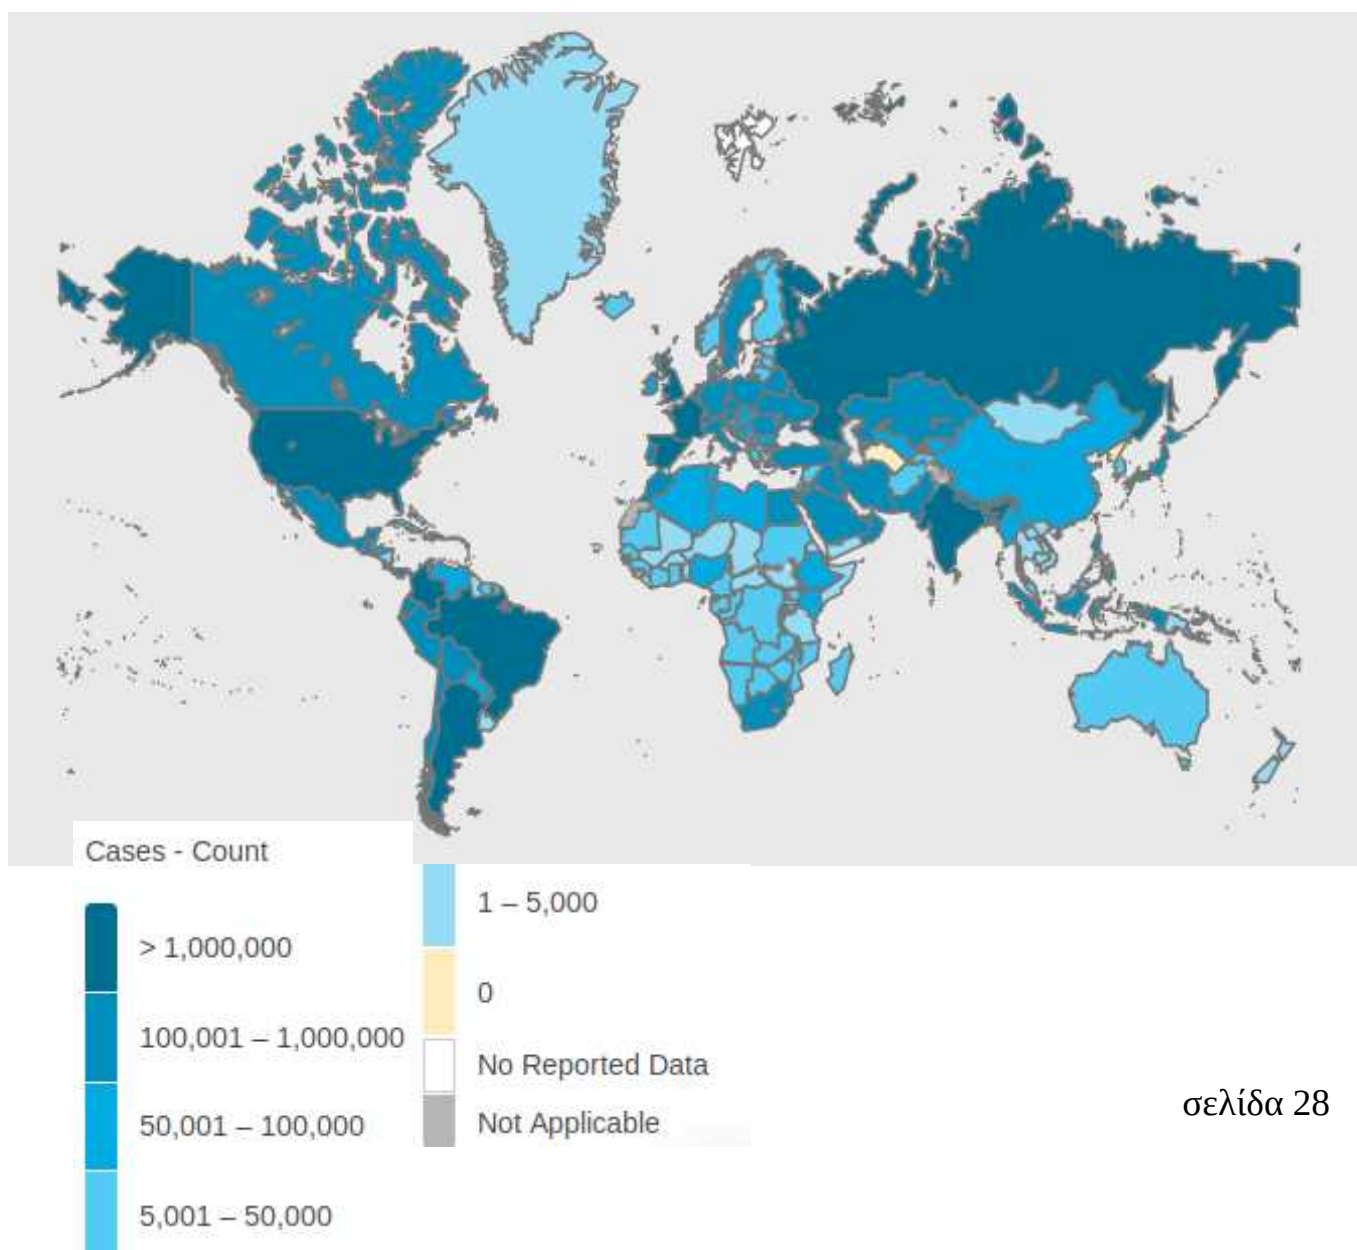 Cases - Count
> 1,000,000
100,001 – 1,000,000
50,001 – 100,000
5,001 – 50,000
1 – 5,000
0
No Reported Data
Not Applicable
σελίδα 28